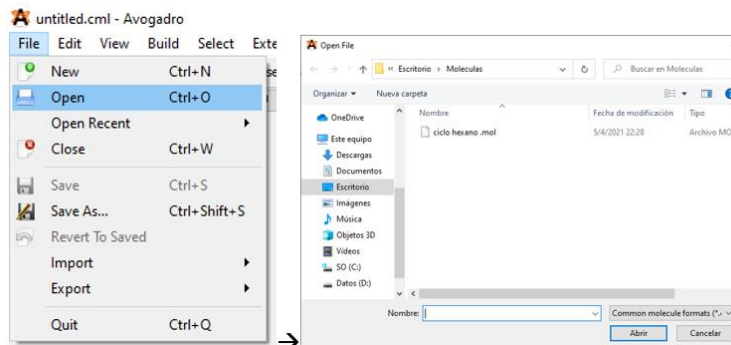 untitled.cml - Avogadro
File Edit View Build Select Exte
New Ctrl+N
Open Ctrl+O
Open Recent
Close Ctrl+W
Save Ctrl+S
Save As... Ctrl+Shift+S
Revert To Saved
Import
Export
Quit Ctrl+Q
→
Open File
« Escritorio › Moleculas
Buscar en Moleculas
Organizar Nueva carpeta
Nombre Fecha de modificación Tipo
OneDrive
Este equipo
Descargas
Documentos
Escritorio
Imágenes
Música
Objetos 3D
Vídeos
SO (C:)
Datos (D:)
ciclo hexano .mol 5/4/2021 22:28 Archivo MO
Nombre: Common molecule formats (*.
Abrir Cancelar